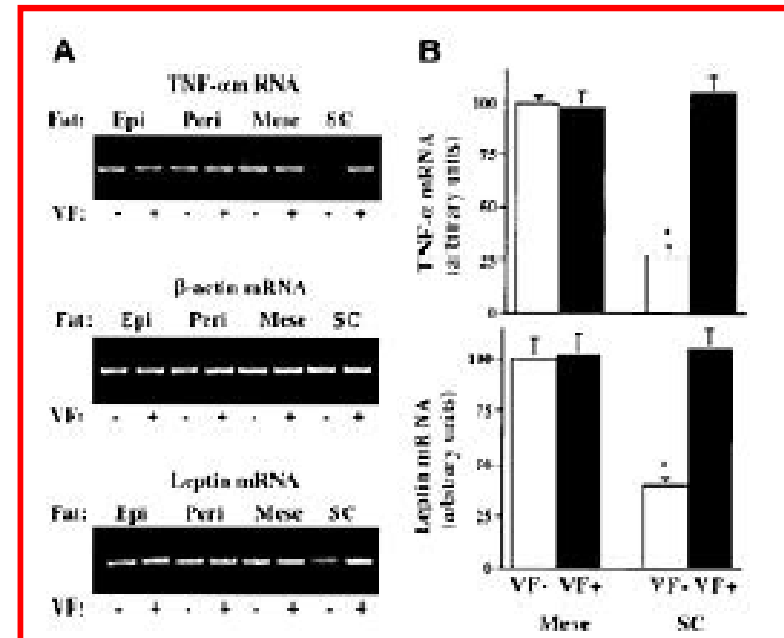 A
TNF-αm RNA
Fat: Epi Peri Mese SC
VF: - + - + - + - +
β-actin mRNA
Fat: Epi Peri Mese SC
VF: - + - + - + - +
Leptin mRNA
Fat: Epi Peri Mese SC
VF: - + - + - + - +
B
TNF-α mRNA
(arbitrary units)
100
75
50
25
0
*
Leptin mRNA
(arbitrary units)
100
75
50
25
0
*
VF- VF+ VF- VF+
Mese SC